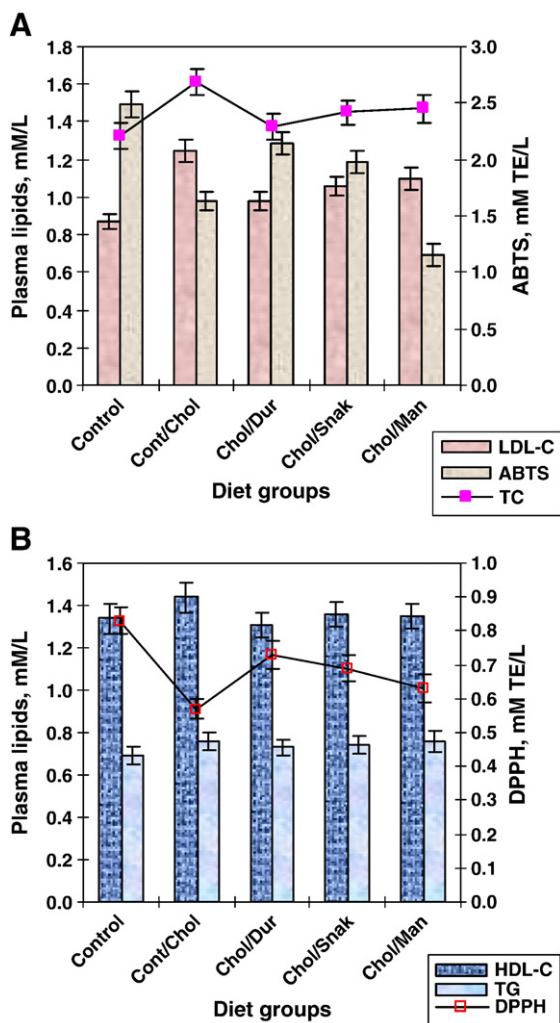 A
Plasma lipids, mM/L
1.8
1.6
1.4
1.2
1.0
0.8
0.6
0.4
0.2
0.0
3.0
2.5
2.0
1.5
1.0
0.5
0.0
ABTS, mM TE/L
Control
Cont/Chol
Chol/Dur
Chol/Snak
Chol/Man
Diet groups
LDL-C
ABTS
TC
B
Plasma lipids, mM/L
1.6
1.4
1.2
1.0
0.8
0.6
0.4
0.2
0.0
1.0
0.9
0.8
0.7
0.6
0.5
0.4
0.3
0.2
0.1
0.0
DPPH, mM TE/L
Control
Cont/Chol
Chol/Dur
Chol/Snak
Chol/Man
Diet groups
HDL-C
TG
DPPH